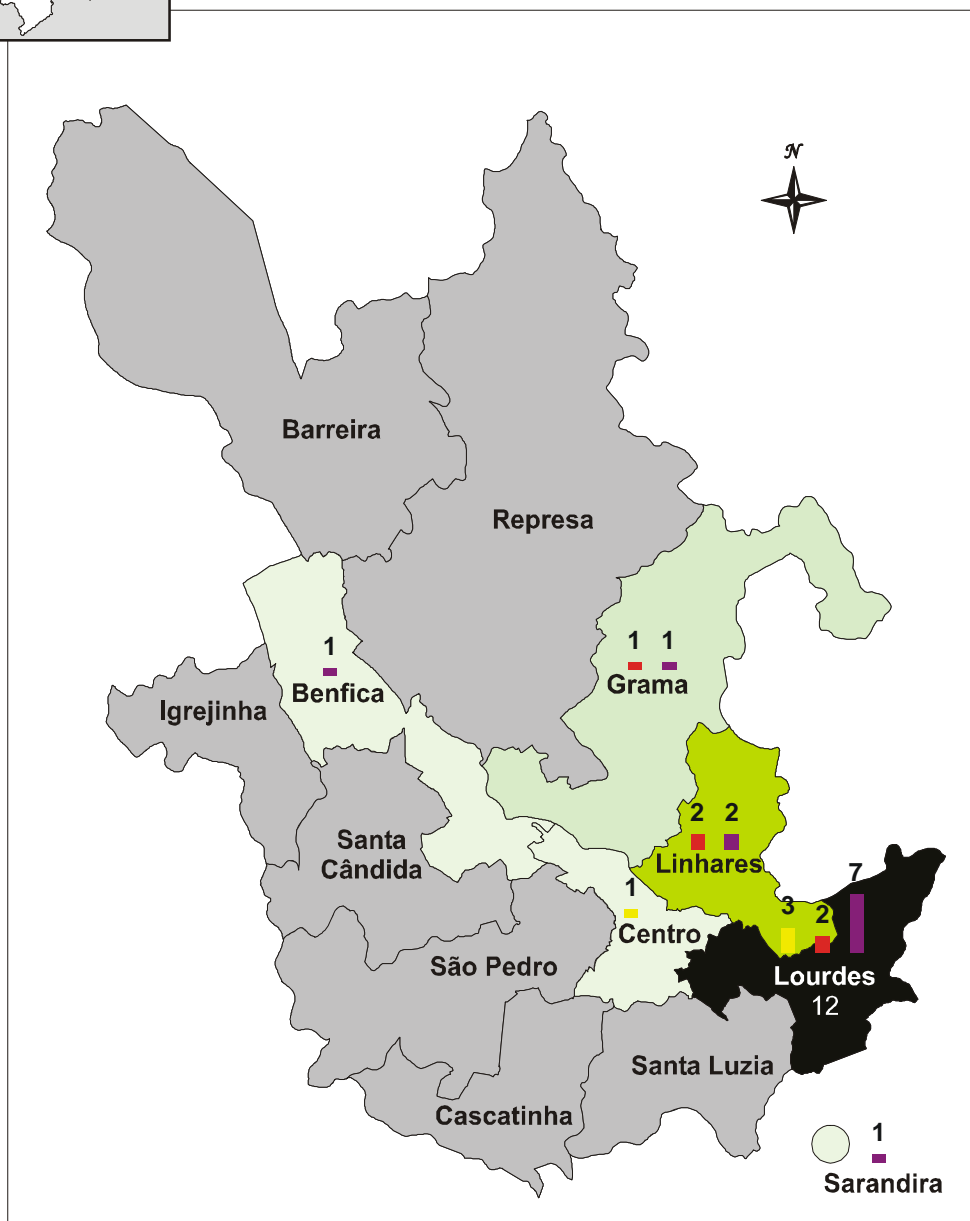 N
Barreira
Represa
1
Benfica
1 1
Grama
Igrejinha
2 2
Linhares
Santa
Cândida
1
Centro
3 2 7
Lourdes
12
São Pedro
Santa Luzia
Cascatinha
1
Sarandira